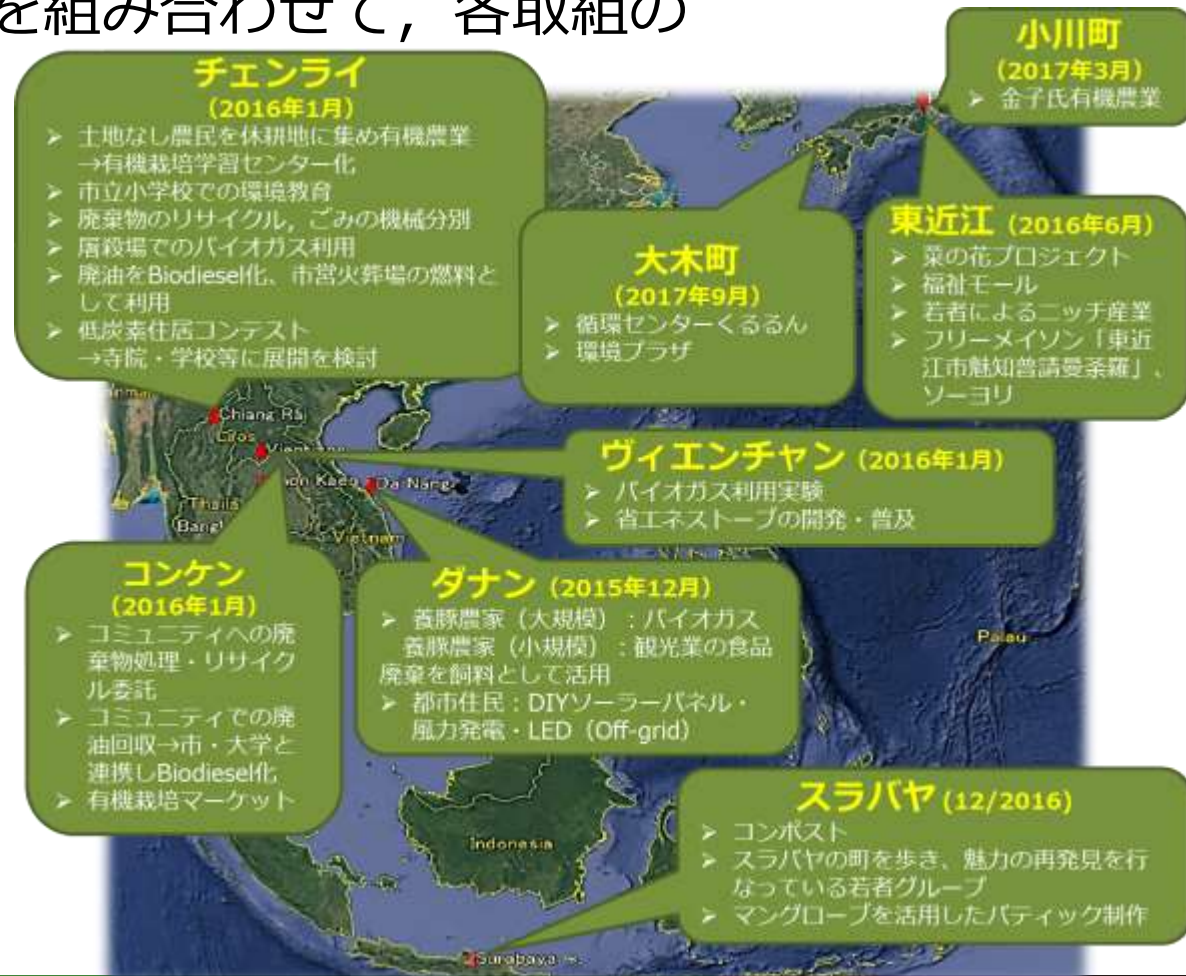 を組み合わせて，各取組の
チェンライ
（2016年1月）
➢ 土地なし農民を休耕地に集め有機農業
→有機栽培学習センター化
➢ 市立小学校での環境教育
➢ 廃棄物のリサイクル，ごみの機械分別
➢ 屠殺場でのバイオガス利用
➢ 廃油をBiodiesel化、市営火葬場の燃料と
して利用
➢ 低炭素住居コンテスト
→寺院・学校等に展開を検討
小川町
（2017年3月）
➢ 金子氏有機農業
大木町
（2017年9月）
➢ 循環センターくるるん
➢ 環境プラザ
東近江（2016年6月）
➢ 菜の花プロジェクト
➢ 福祉モール
➢ 若者によるニッチ産業
➢ フリーメイソン「東近
江市魅知普請曼荼羅」、
ソーヨリ
Chiang Rai
Laos
Vientiane
Da Nang
Vietnam
ヴィエンチャン（2016年1月）
➢ バイオガス利用実験
➢ 省エネストーブの開発・普及
コンケン
（2016年1月）
➢ コミュニティへの廃
棄物処理・リサイク
ル委託
➢ コミュニティでの廃
油回収→市・大学と
連携しBiodiesel化
➢ 有機栽培マーケット
ダナン（2015年12月）
➢ 養豚農家（大規模）：バイオガス
養豚農家（小規模）：観光業の食品
廃棄を飼料として活用
➢ 都市住民：DIYソーラーパネル・
風力発電・LED（Off-grid）
Palau
Indonesia
スラバヤ (12/2016)
➢ コンポスト
➢ スラバヤの町を歩き、魅力の再発見を行
なっている若者グループ
➢ マングローブを活用したバティック制作
Surabaya